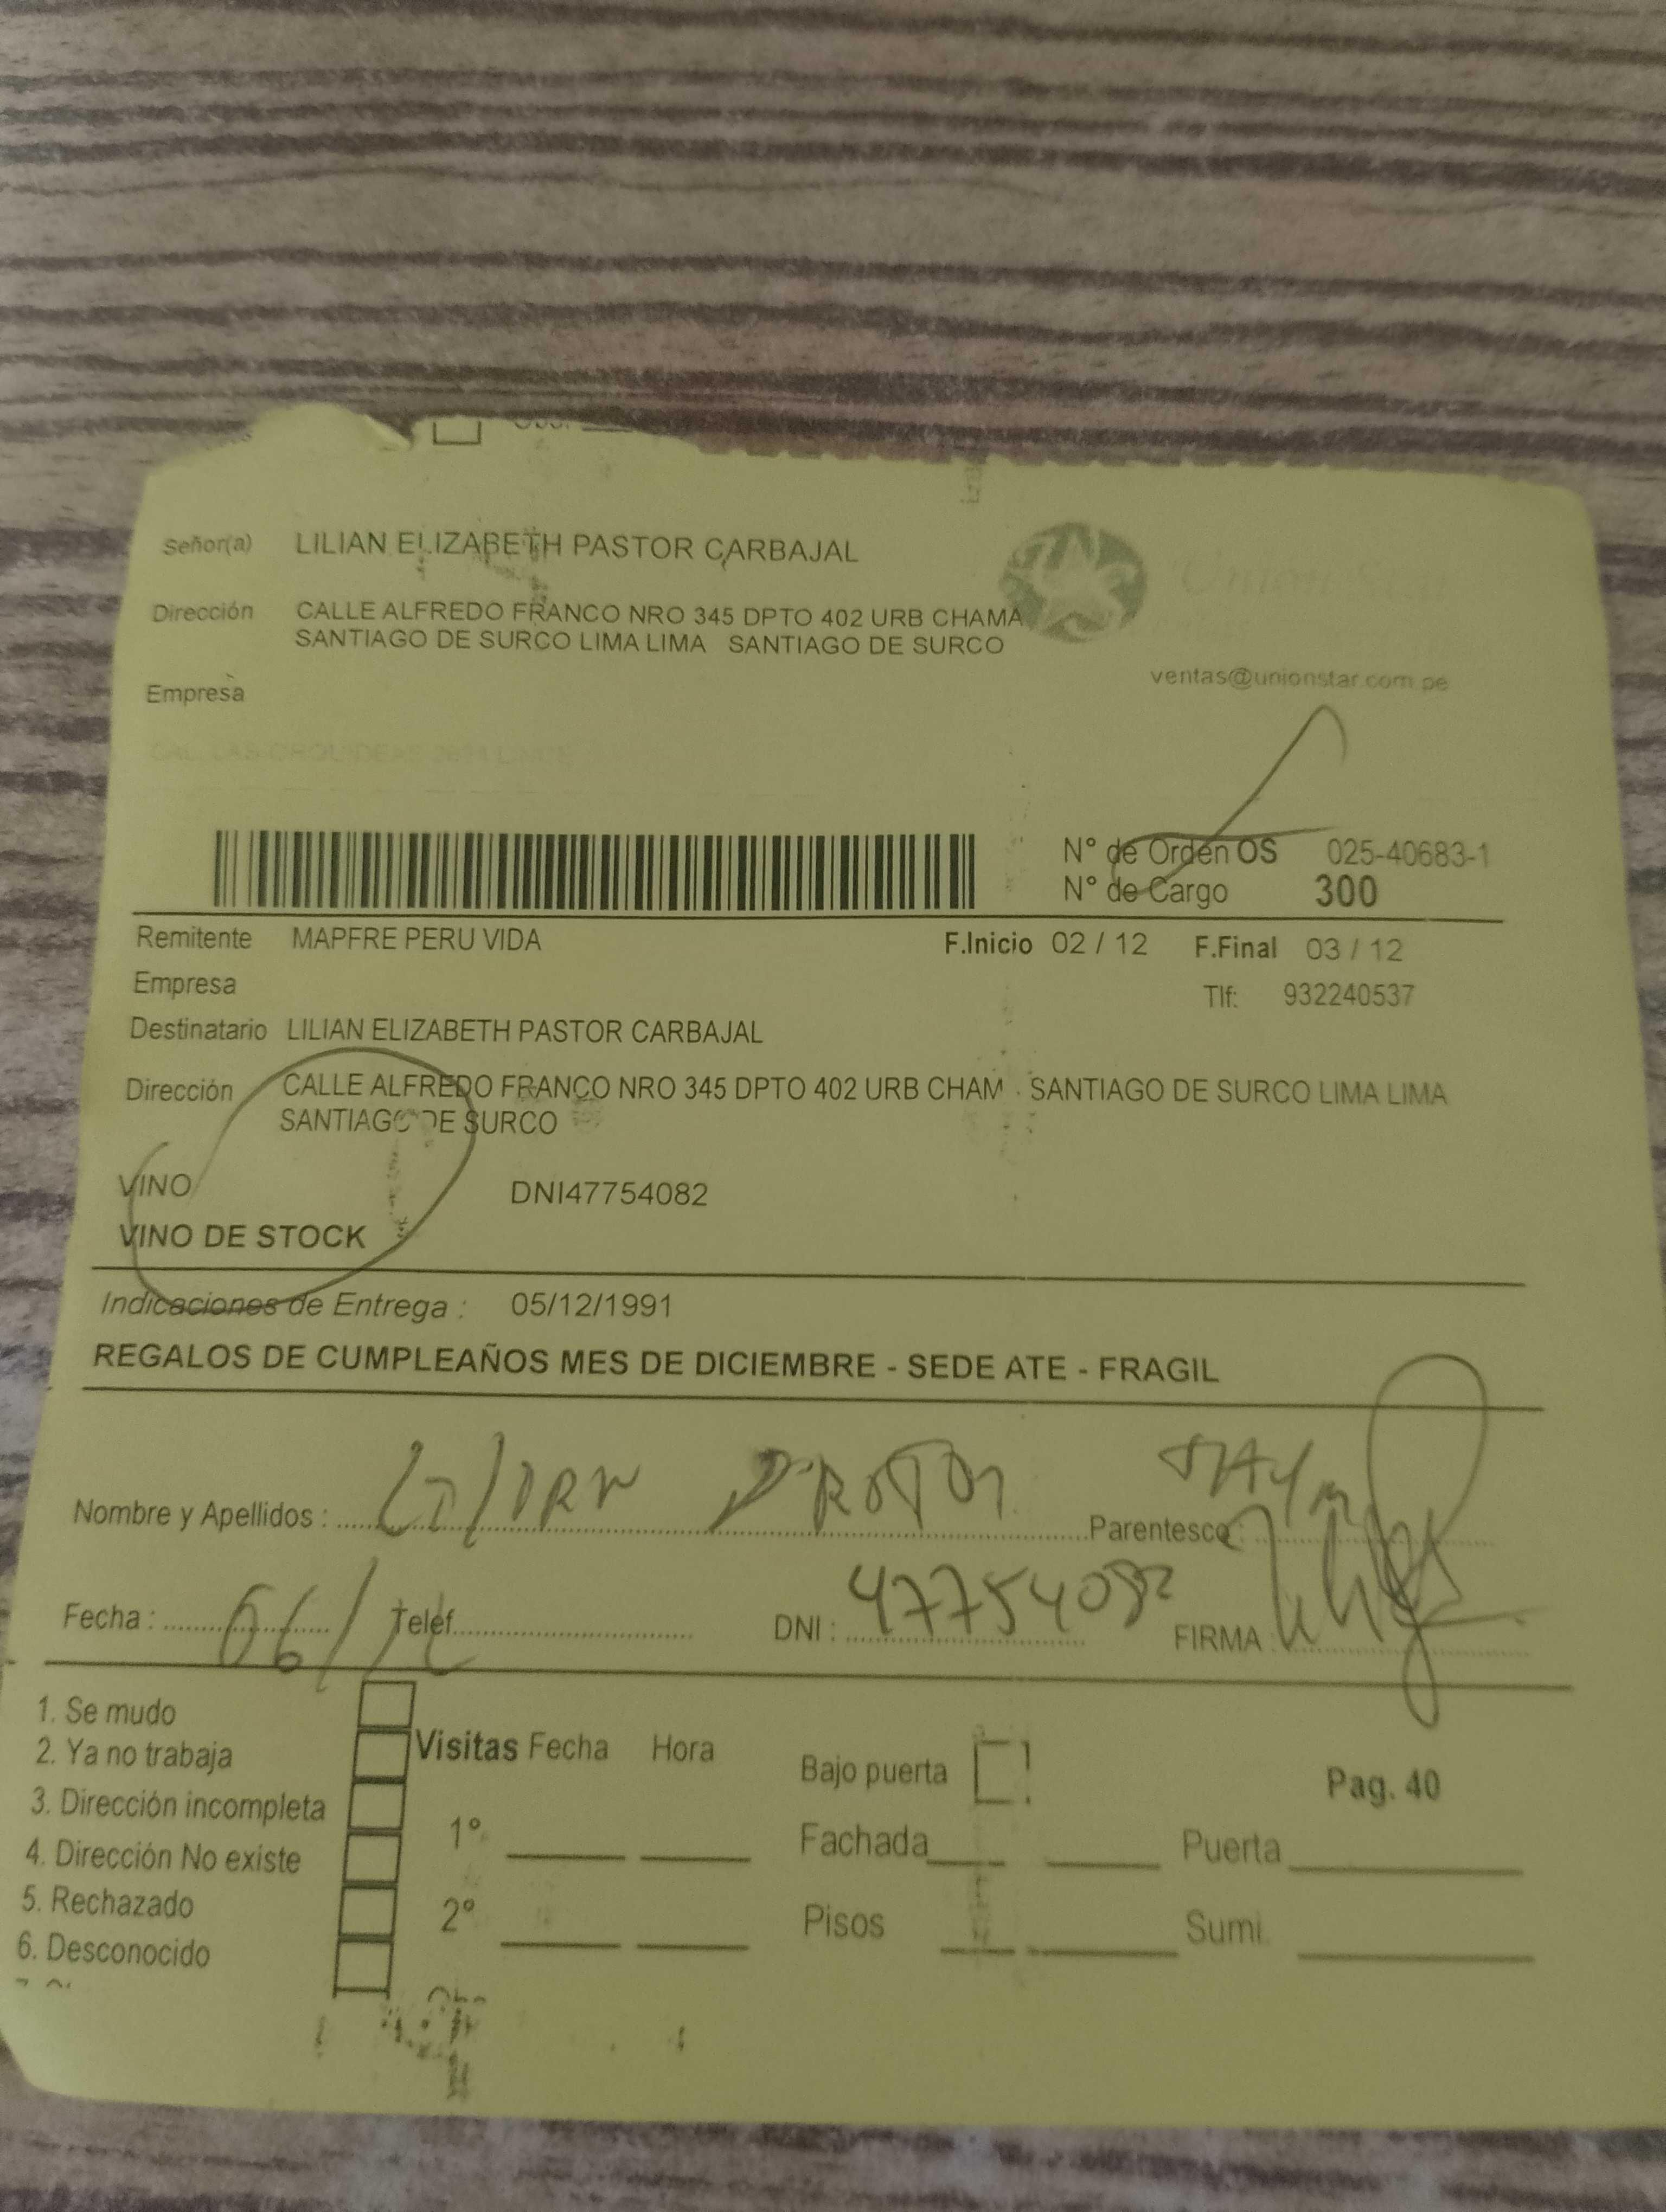 Señor(a) LILIAN ELIZABETH PASTOR CARBAJAL
Dirección CALLE ALFREDO FRANCO NRO 345 DPTO 402 URB CHAMA
SANTIAGO DE SURCO LIMA LIMA SANTIAGO DE SURCO
ventas@unionstar.com.pe
Empresa
N° de Orden OS 025-40683-1
N° de Cargo 300
Remitente MAPFRE PERU VIDA F.Inicio 02 / 12 F.Final 03 / 12
Empresa Tlf: 932240537
Destinatario LILIAN ELIZABETH PASTOR CARBAJAL
Dirección CALLE ALFREDO FRANCO NRO 345 DPTO 402 URB CHAM SANTIAGO DE SURCO LIMA LIMA
SANTIAGO DE SURCO
VINO DNI47754082
VINO DE STOCK
Indicaciones de Entrega : 05/12/1991
REGALOS DE CUMPLEAÑOS MES DE DICIEMBRE - SEDE ATE - FRAGIL
Nombre y Apellidos : Parentesco :
Fecha : 06/ Telef. DNI : 47754082 FIRMA :
1. Se mudo
2. Ya no trabaja
3. Dirección incompleta
4. Dirección No existe
5. Rechazado
6. Desconocido
Visitas Fecha Hora
1°
2°
Bajo puerta Pag. 40
Fachada Puerta
Pisos Sumi.